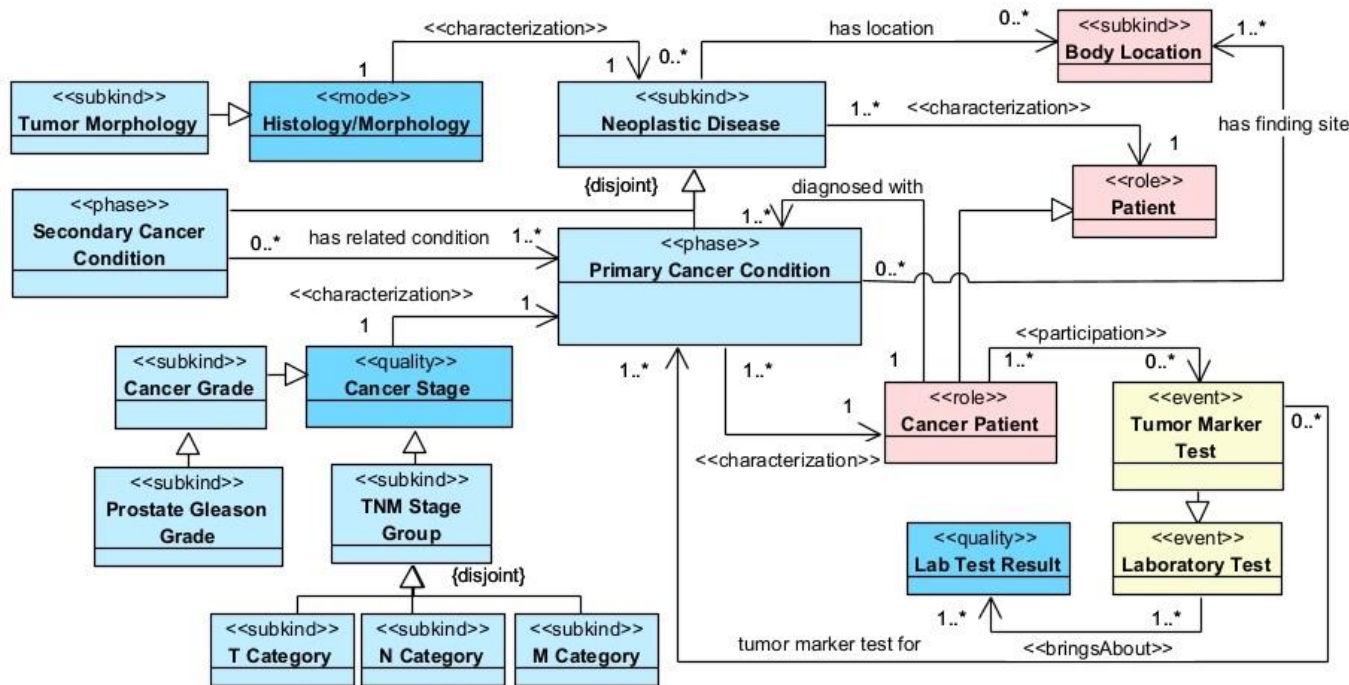 <<characterization>>
0..*
has location
0..*
<<subkind>>
Body Location
1..*
1
1
<<subkind>>
Tumor Morphology
<<mode>>
Histology/Morphology
<<subkind>>
Neoplastic Disease
1..*
<<characterization>>
has finding site
1
{disjoint}
diagnosed with
<<role>>
Patient
<<phase>>
Secondary Cancer
Condition
0..*
has related condition
1..*
1..*
1..*
<<phase>>
Primary Cancer Condition
0..*
<<characterization>>
1
1
<<participation>>
<<subkind>>
Cancer Grade
<<quality>>
Cancer Stage
1..*
1..*
1
1..*
0..*
1
<<role>>
Cancer Patient
<<event>>
Tumor Marker
Test
0..*
<<characterization>>
<<subkind>>
Prostate Gleason
Grade
<<subkind>>
TNM Stage
Group
<<quality>>
Lab Test Result
<<event>>
Laboratory Test
{disjoint}
1..*
1..*
<<subkind>>
T Category
<<subkind>>
N Category
<<subkind>>
M Category
tumor marker test for
<<bringsAbout>>